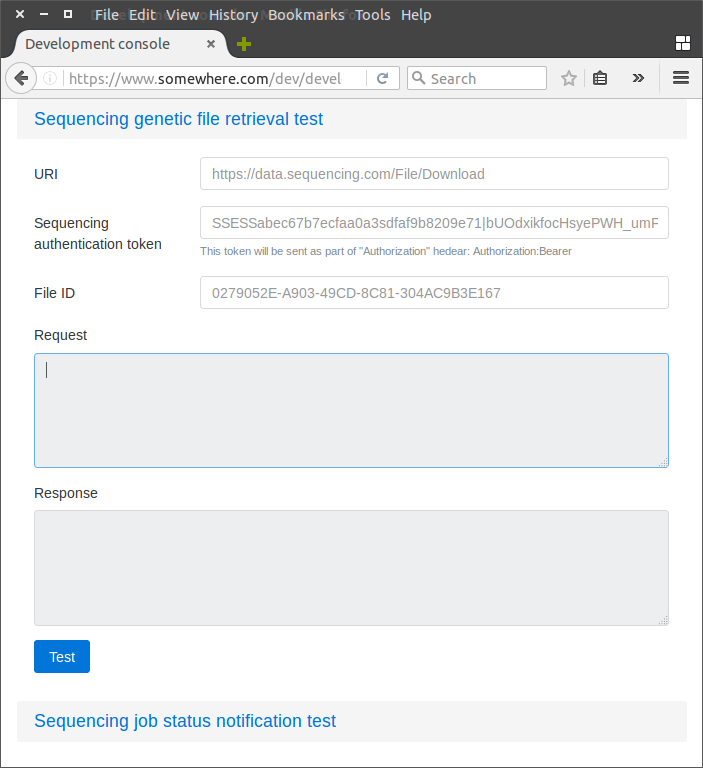 File Edit View History Bookmarks Tools Help
Development console
https://www.somewhere.com/dev/devel
Search
Sequencing genetic file retrieval test
URI
https://data.sequencing.com/File/Download
Sequencing
authentication token
SSESSabec67b7ecfaa0a3sdfaf9b8209e71|bUOdxikfocHsyePWH_umF
This token will be sent as part of "Authorization" hedear: Authorization:Bearer
File ID
0279052E-A903-49CD-8C81-304AC9B3E167
Request
Response
Test
Sequencing job status notification test